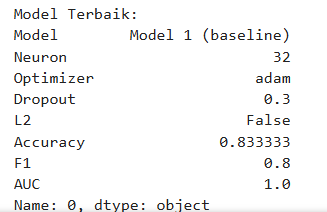 Model Terbaik:
Model Model 1 (baseline)
Neuron 32
Optimizer adam
Dropout 0.3
L2 False
Accuracy 0.833333
F1 0.8
AUC 1.0
Name: 0, dtype: object